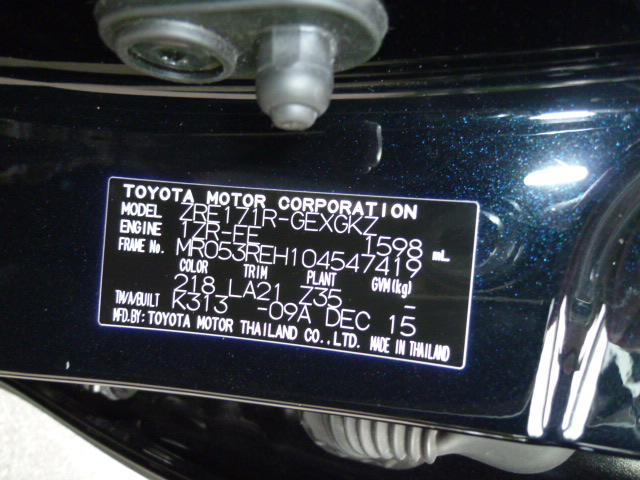 TOYOTA MOTOR CORPORATION
MODEL ZRE171R-GEXGKZ
ENGINE 1ZR-FE 1598 mL
FRAME No. MR053REH104547419
COLOR TRIM PLANT GVM(kg)
218 LA21 Z35 -
T/M/A/BUILT K313 -09A DEC 15
MFD.BY: TOYOTA MOTOR THAILAND CO.,LTD. MADE IN THAILAND